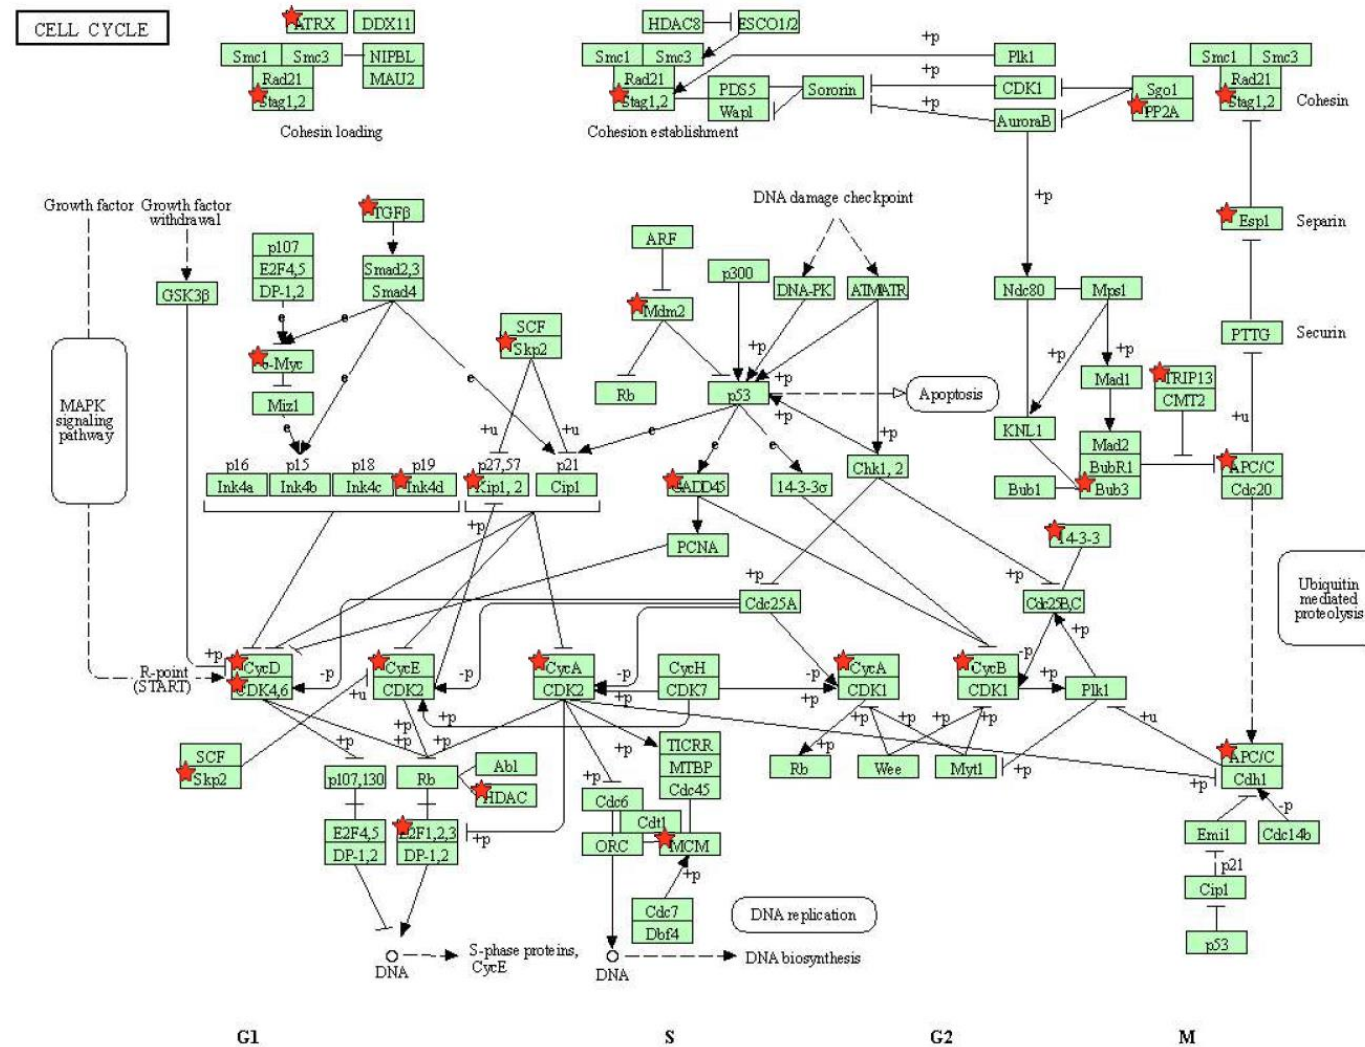 CELL CYCLE
ATRX
DDX11
Smc1
Smc3
NIPBL
Rad21
MAU2
Stag1,2
Cohesin loading
HDAC8
ESCO1/2
Smc1
Smc3
Rad21
Stag1,2
PDS5
Wapl
Sororin
Cohesion establishment
+p
Plk1
+p
CDK1
+p
AuroraB
Sgo1
PP2A
Smc1
Smc3
Rad21
Stag1,2
Cohesin
Growth factor
Growth factor
withdrawal
TGFβ
DNA damage checkpoint
+p
Esp1
Separin
p107
E2F4,5
DP-1,2
GSK3β
Smad2,3
Smad4
ARF
p300
DNA-PK
ATM/ATR
Ndc80
Mps1
Mdm2
PTTG
Securin
e
e
SCF
Skp2
c-Myc
e
e
MAPK
signaling
pathway
Miz1
e
Rb
p53
+p
+p
+p
Apoptosis
+p
+p
Mad1
TRIP13
CMT2
+u
KNL1
+u
+u
e
e
e
+p
Mad2
BubR1
Bub3
Bub1
APC/C
Cdc20
p16
Ink4a
p15
Ink4b
p18
Ink4c
p19
Ink4d
p27,57
Kip1, 2
p21
Cip1
GADD45
14-3-3σ
Chk1, 2
+p
PCNA
14-3-3
+p
+p
Cdc25A
Cdc25B,C
Ubiquitin
mediated
proteolysis
R-point
(START)
+p
CycD
CDK4,6
-p
CycE
CDK2
-p
CycA
CDK2
-p
CycH
CDK7
-p
CycA
CDK1
CycB
CDK1
-p
+p
+p
Plk1
+u
+p
+u
+p
+p
+p
+p
+p
+p
+p
+p
+p
SCF
Skp2
p107,130
Rb
Abl
HDAC
TICRR
MTBP
Cdc45
Rb
Wee
Myt1
APC/C
Cdh1
-p
E2F4,5
DP-1,2
E2F1,2,3
DP-1,2
+p
Cdc6
Cdt1
ORC
MCM
+p
Emi1
Cdc14b
p21
Cip1
Cdc7
Dbf4
DNA replication
p53
DNA
S-phase proteins,
CycE
DNA
DNA biosynthesis
G1
S
G2
M